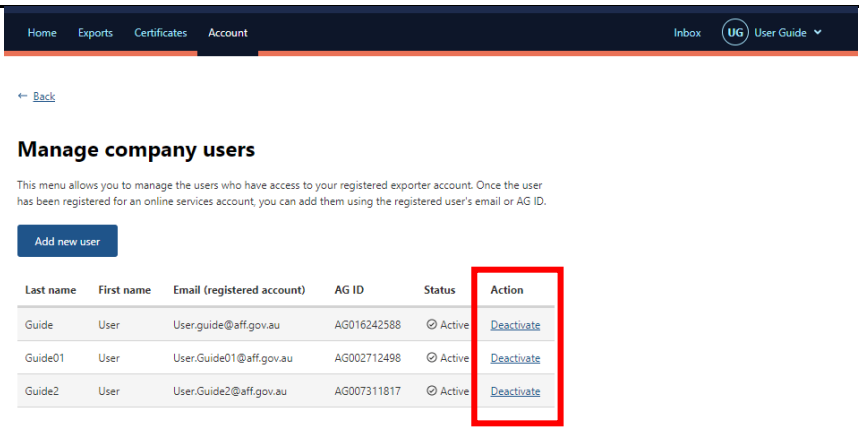 Home Exports Certificates Account Inbox UG User Guide
← Back
Manage company users
This menu allows you to manage the users who have access to your registered exporter account. Once the user
has been registered for an online services account, you can add them using the registered user's email or AG ID.
Add new user
Last name First name Email (registered account) AG ID Status Action
Guide User User.guide@aff.gov.au AG016242588 Active Deactivate
Guide01 User User.Guide01@aff.gov.au AG002712498 Active Deactivate
Guide2 User User.Guide2@aff.gov.au AG007311817 Active Deactivate